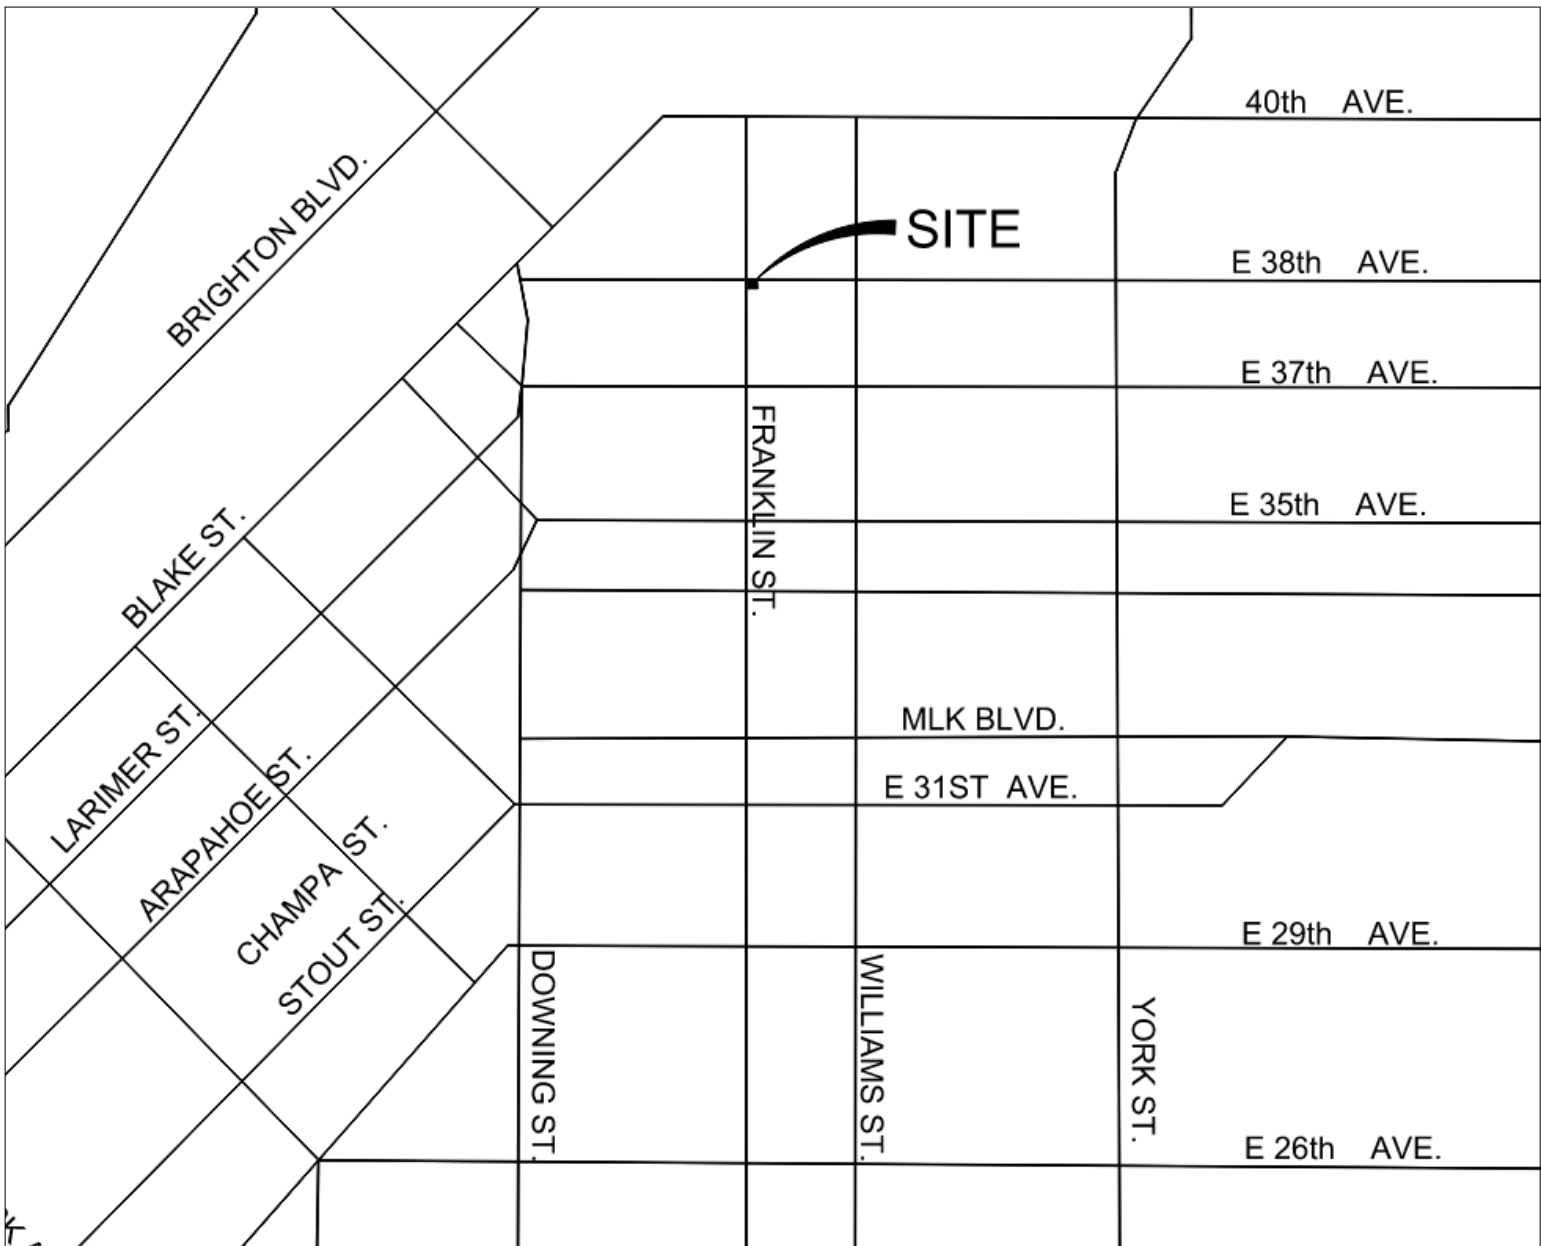 40th AVE.
BRIGHTON BLVD.
SITE
E 38th AVE.
E 37th AVE.
FRANKLIN ST.
E 35th AVE.
BLAKE ST.
LARIMER ST.
ARAPAHOE ST.
MLK BLVD.
E 31ST AVE.
CHAMPA ST.
STOUT ST.
E 29th AVE.
DOWNING ST.
WILLIAMS ST.
YORK ST.
E 26th AVE.